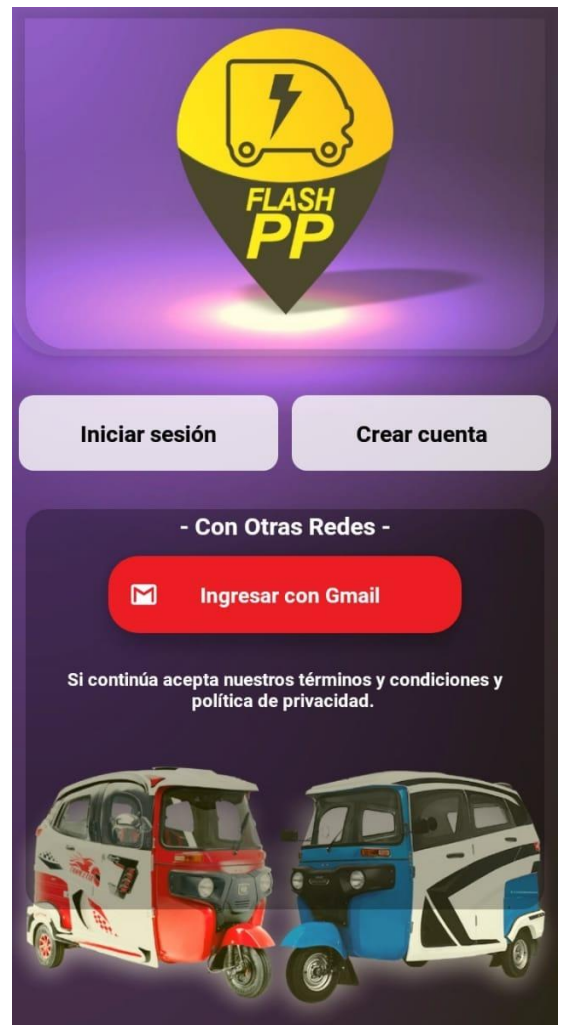 FLASH
PP
Iniciar sesión
Crear cuenta
- Con Otras Redes -
Ingresar con Gmail
Si continúa acepta nuestros términos y condiciones y
política de privacidad.